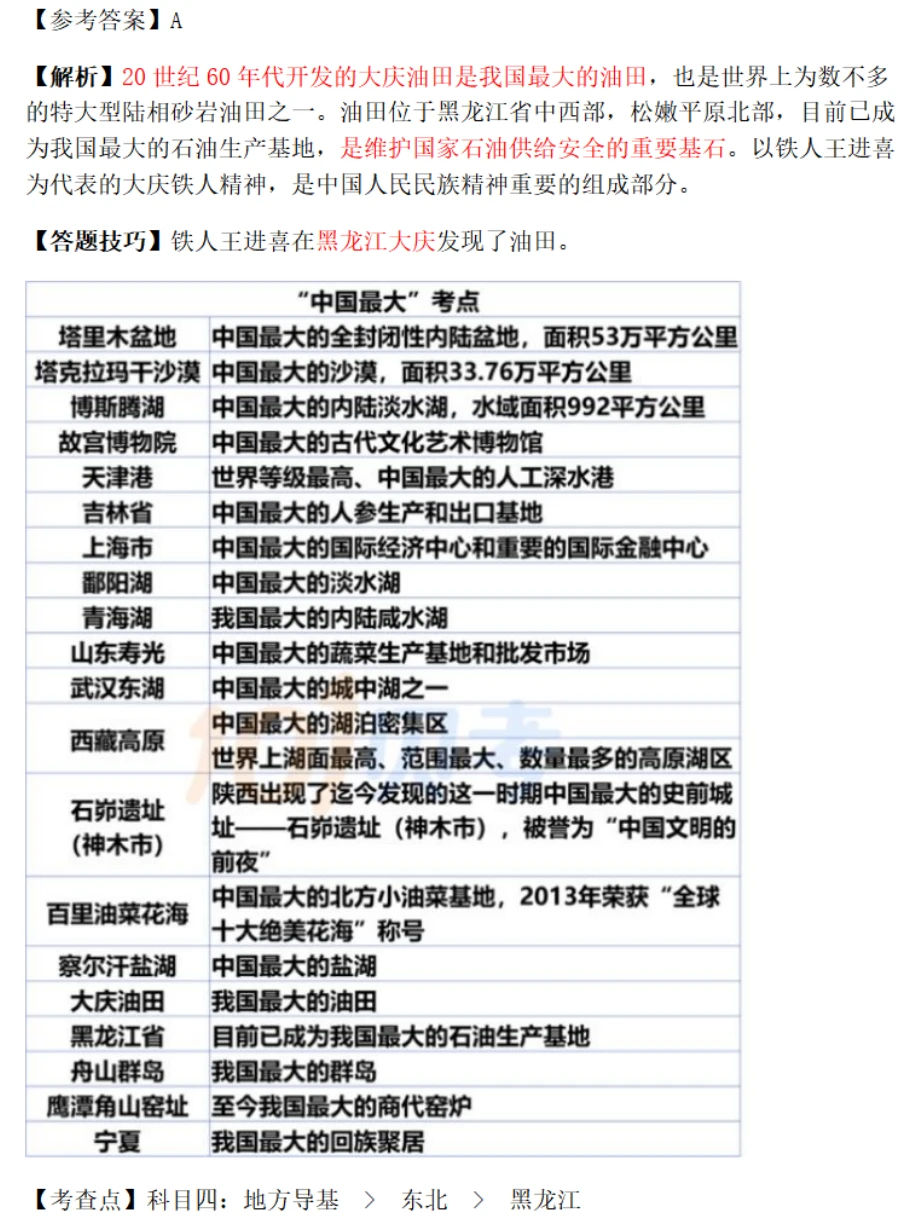 【参考答案】A
【解析】20 世纪 60 年代开发的大庆油田是我国最大的油田，也是世界上为数不多
的特大型陆相砂岩油田之一。油田位于黑龙江省中西部，松嫩平原北部，目前已成
为我国最大的石油生产基地，是维护国家石油供给安全的重要基石。以铁人王进喜
为代表的大庆铁人精神，是中国人民民族精神重要的组成部分。
【答题技巧】铁人王进喜在黑龙江大庆发现了油田。
“中国最大”考点
塔里木盆地 中国最大的全封闭性内陆盆地，面积53万平方公里
塔克拉玛干沙漠 中国最大的沙漠，面积33.76万平方公里
博斯腾湖 中国最大的内陆淡水湖，水域面积992平方公里
故宫博物院 中国最大的古代文化艺术博物馆
天津港 世界等级最高、中国最大的人工深水港
吉林省 中国最大的人参生产和出口基地
上海市 中国最大的国际经济中心和重要的国际金融中心
鄱阳湖 中国最大的淡水湖
青海湖 我国最大的内陆咸水湖
山东寿光 中国最大的蔬菜生产基地和批发市场
武汉东湖 中国最大的城中湖之一
西藏高原 中国最大的湖泊密集区
世界上湖面最高、范围最大、数量最多的高原湖区
石峁遗址
（神木市） 陕西出现了迄今发现的这一时期中国最大的史前城
址——石峁遗址（神木市），被誉为“中国文明的
前夜”
百里油菜花海 中国最大的北方小油菜基地，2013年荣获“全球
十大绝美花海”称号
察尔汗盐湖 中国最大的盐湖
大庆油田 我国最大的油田
黑龙江省 目前已成为我国最大的石油生产基地
舟山群岛 我国最大的群岛
鹰潭角山窑址 至今我国最大的商代窑炉
宁夏 我国最大的回族聚居
【考查点】科目四：地方导基 > 东北 > 黑龙江